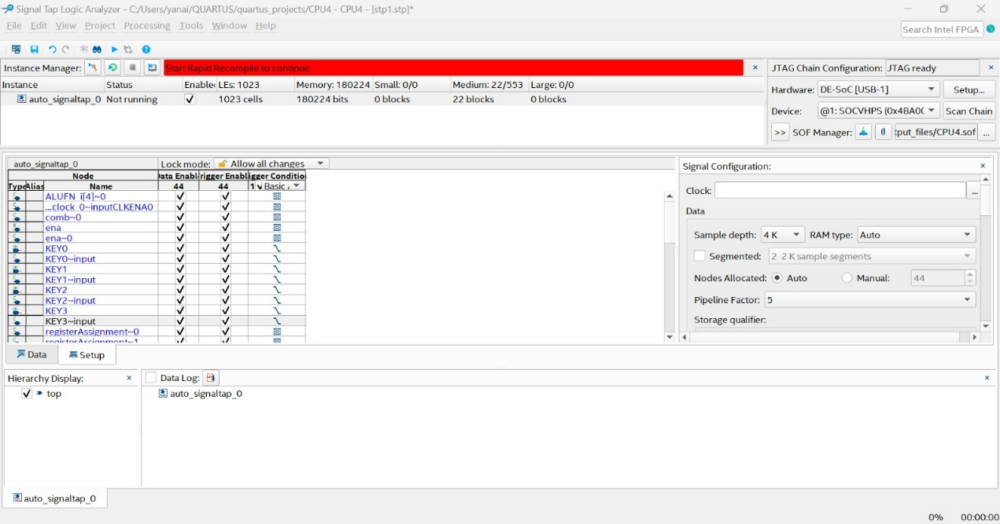 Signal Tap Logic Analyzer - C:/Users/yanai/QUARTUS/quartus_projects/CPU4 - CPU4 - [stp1.stp]*
File Edit View Project Processing Tools Window Help
Search Intel FPGA
Instance Manager: Start Rapid Recompile to continue
JTAG Chain Configuration: JTAG ready
Instance Status Enable LEs: 1023 Memory: 180224 Small: 0/0 Medium: 22/553 Large: 0/0
auto_signaltap_0 Not running 1023 cells 180224 bits 0 blocks 22 blocks 0 blocks
Hardware: DE-SoC [USB-1] Setup...
Device: @1: SOCVHPS (0x4BA0( Scan Chain
>> SOF Manager: tput_files/CPU4.sof ...
auto_signaltap_0 Lock mode: Allow all changes
Node Data Enabl rigger Enabl igger Conditio
Type Alias Name 44 44 1 Basic
ALUFN_i[4]~0
...clock_0~inputCLKENA0
comb~0
ena
ena~0
KEY0
KEY0~input
KEY1
KEY1~input
KEY2
KEY2~input
KEY3
KEY3~input
registerAssignment~0
registerAssignment~1
Signal Configuration:
Clock: ...
Data
Sample depth: 4 K RAM type: Auto
Segmented: 2 2 K sample segments
Nodes Allocated: Auto Manual: 44
Pipeline Factor: 5
Storage qualifier:
Data Setup
Hierarchy Display:
top
Data Log:
auto_signaltap_0
auto_signaltap_0
0% 00:00:00